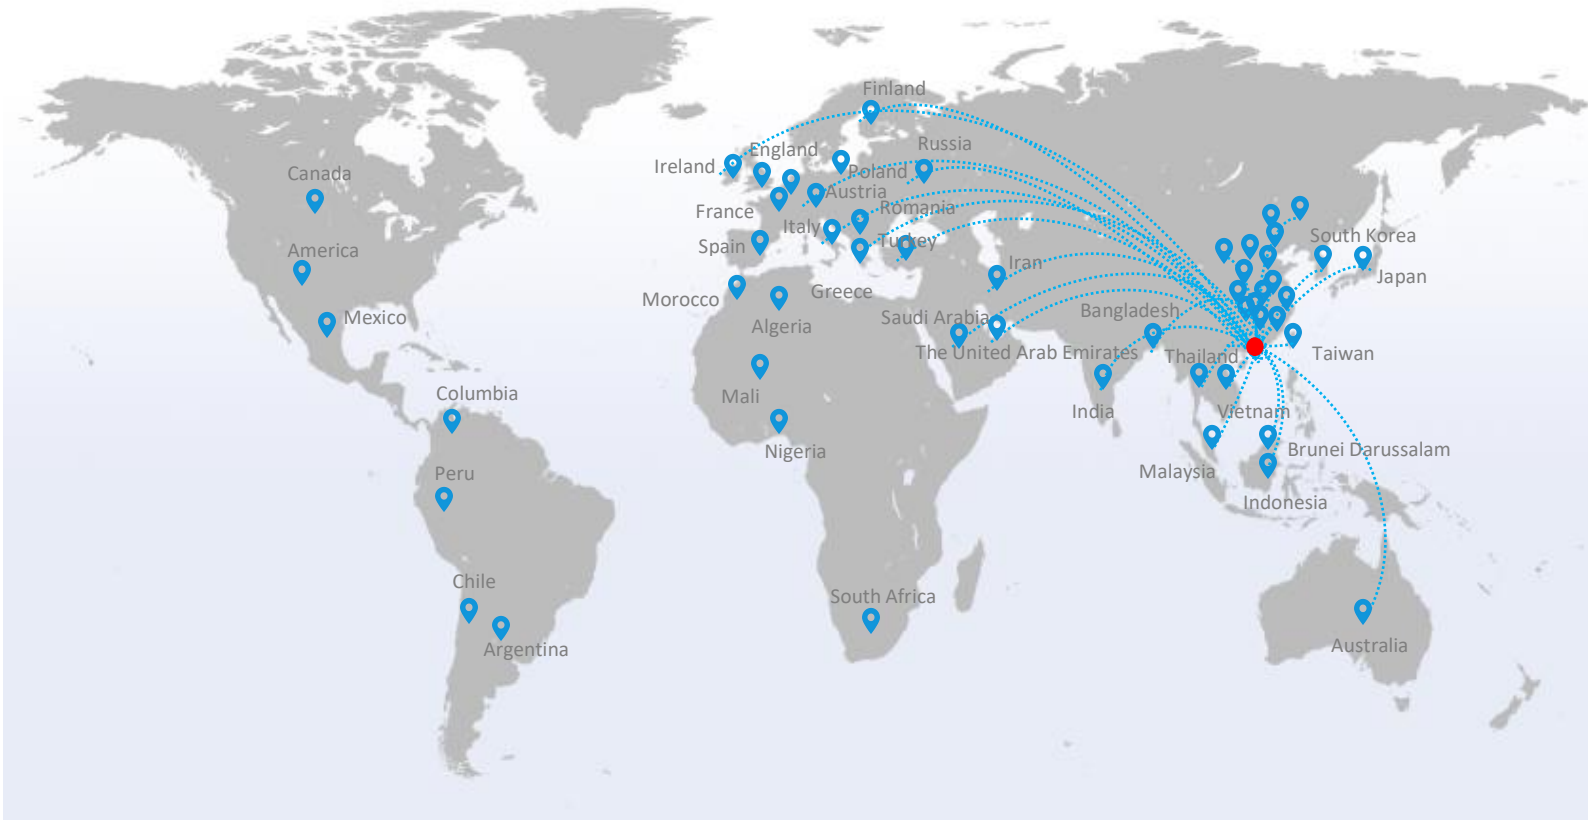 Finland
Russia
England
Ireland
Poland
Canada
Austria
France
Romania
Italy
South Korea
Turkey
Spain
America
Iran
Japan
Greece
Morocco
Bangladesh
Mexico
Saudi Arabia
Algeria
The United Arab Emirates
Taiwan
Thailand
Columbia
Mali
India
Vietnam
Nigeria
Brunei Darussalam
Peru
Malaysia
Indonesia
Chile
South Africa
Argentina
Australia